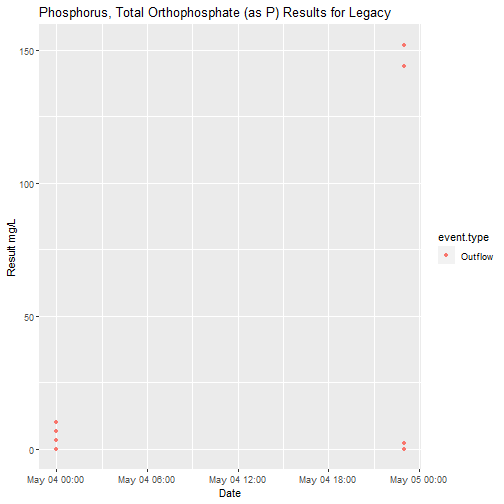 Phosphorus, Total Orthophosphate (as P) Results for Legacy
150
100
50
0
Result mg/L
May 04 00:00
May 04 06:00
May 04 12:00
May 04 18:00
May 05 00:00
Date
event.type
Outflow